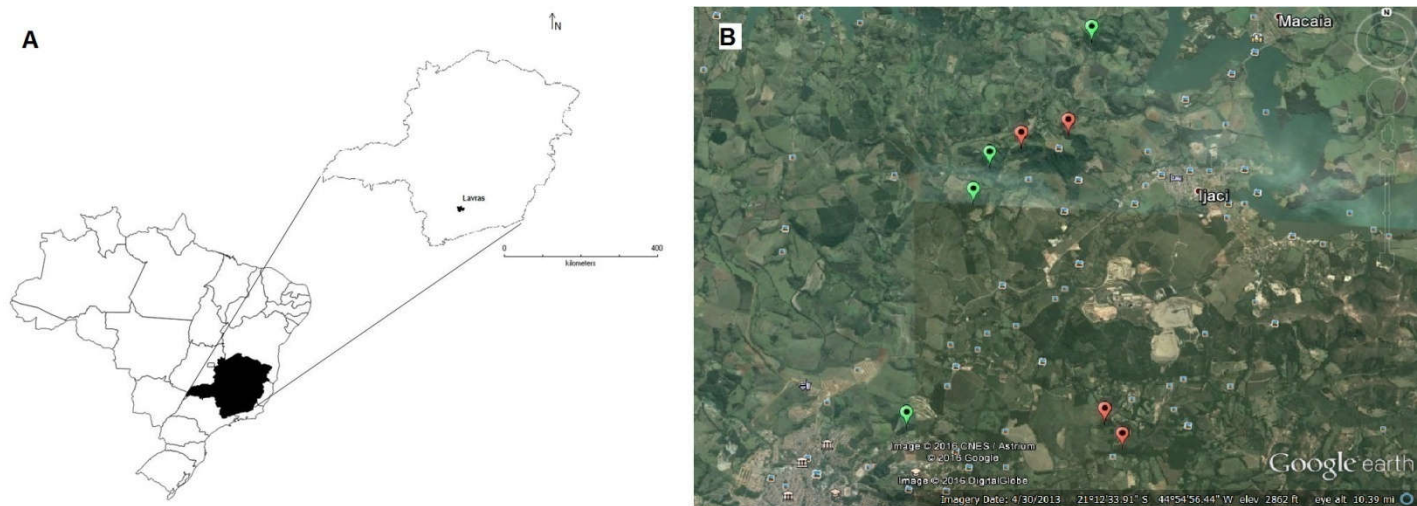 A
N
Lavras
0
400
kilometers
B
N
Macaia
Ijaci
Image © 2016 CNES / Astrium
© 2016 Google
Image © 2016 DigitalGlobe
Google earth
Imagery Date: 4/30/2013 21°12'33.91" S 44°54'56.44" W elev 2862 ft eye alt 10.39 mi